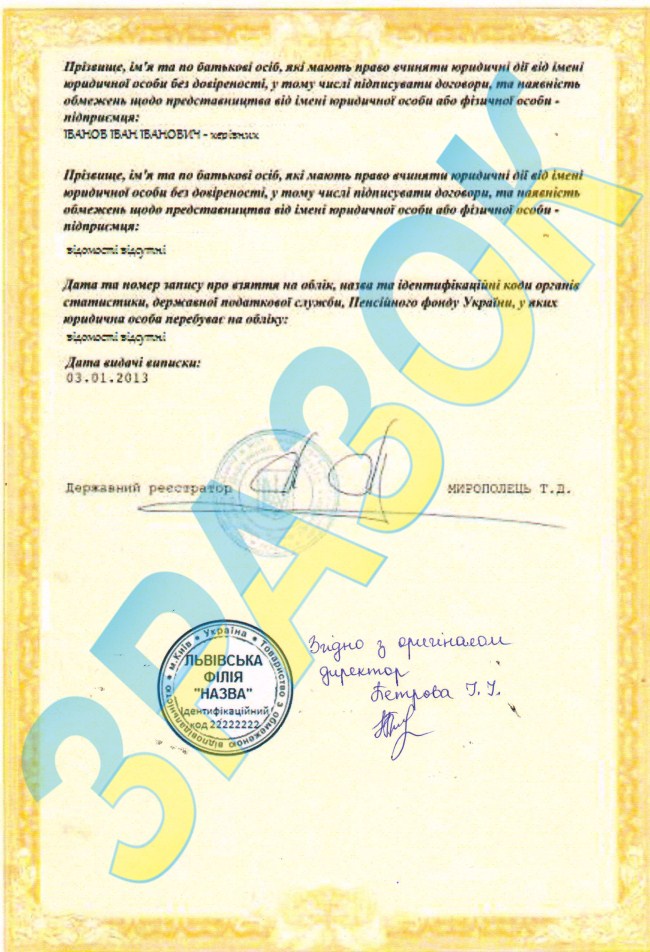 Прізвище, ім'я та по батькові осіб, які мають право вчиняти юридичні дії від імені
юридичної особи без довіреності, у тому числі підписувати договори, та наявність
обмежень щодо представництва від імені юридичної особи або фізичної особи -
підприємця:
ІВАНОВ ІВАН ІВАНОВИЧ - керівник
Прізвище, ім'я та по батькові осіб, які мають право вчиняти юридичні дії від імені
юридичної особи без довіреності, у тому числі підписувати договори, та наявність
обмежень щодо представництва від імені юридичної особи або фізичної особи -
підприємця:
відомості відсутні
Дата та номер запису про взяття на облік, назва та ідентифікаційні коди органів
статистики, державної податкової служби, Пенсійного фонду України, у яких
юридична особа перебуває на обліку:
відомості відсутні
Дата видачі виписки:
03.01.2013
Державний реєстратор МИРОПОЛЕЦЬ Т.Д.
ЗРАЗОК
м.Київ * Україна * Товариство з обмеженою відповідальністю *
ЛЬВІВСЬКА
ФІЛІЯ
"НАЗВА"
Ідентифікаційний
код 22222222
Згідно з оригіналом
директор
Петрова І.І.